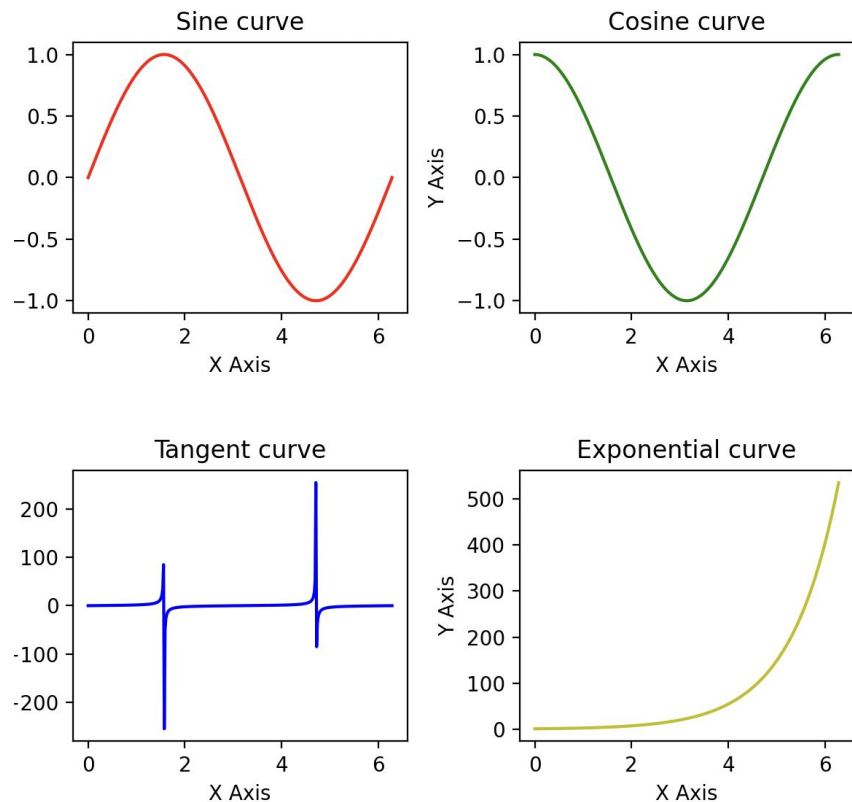 Sine curve
1.0
0.5
0.0
−0.5
−1.0
0 2 4 6
X Axis
Cosine curve
Y Axis
1.0
0.5
0.0
−0.5
−1.0
0 2 4 6
X Axis
Tangent curve
200
100
0
-100
-200
0 2 4 6
X Axis
Exponential curve
Y Axis
500
400
300
200
100
0
0 2 4 6
X Axis